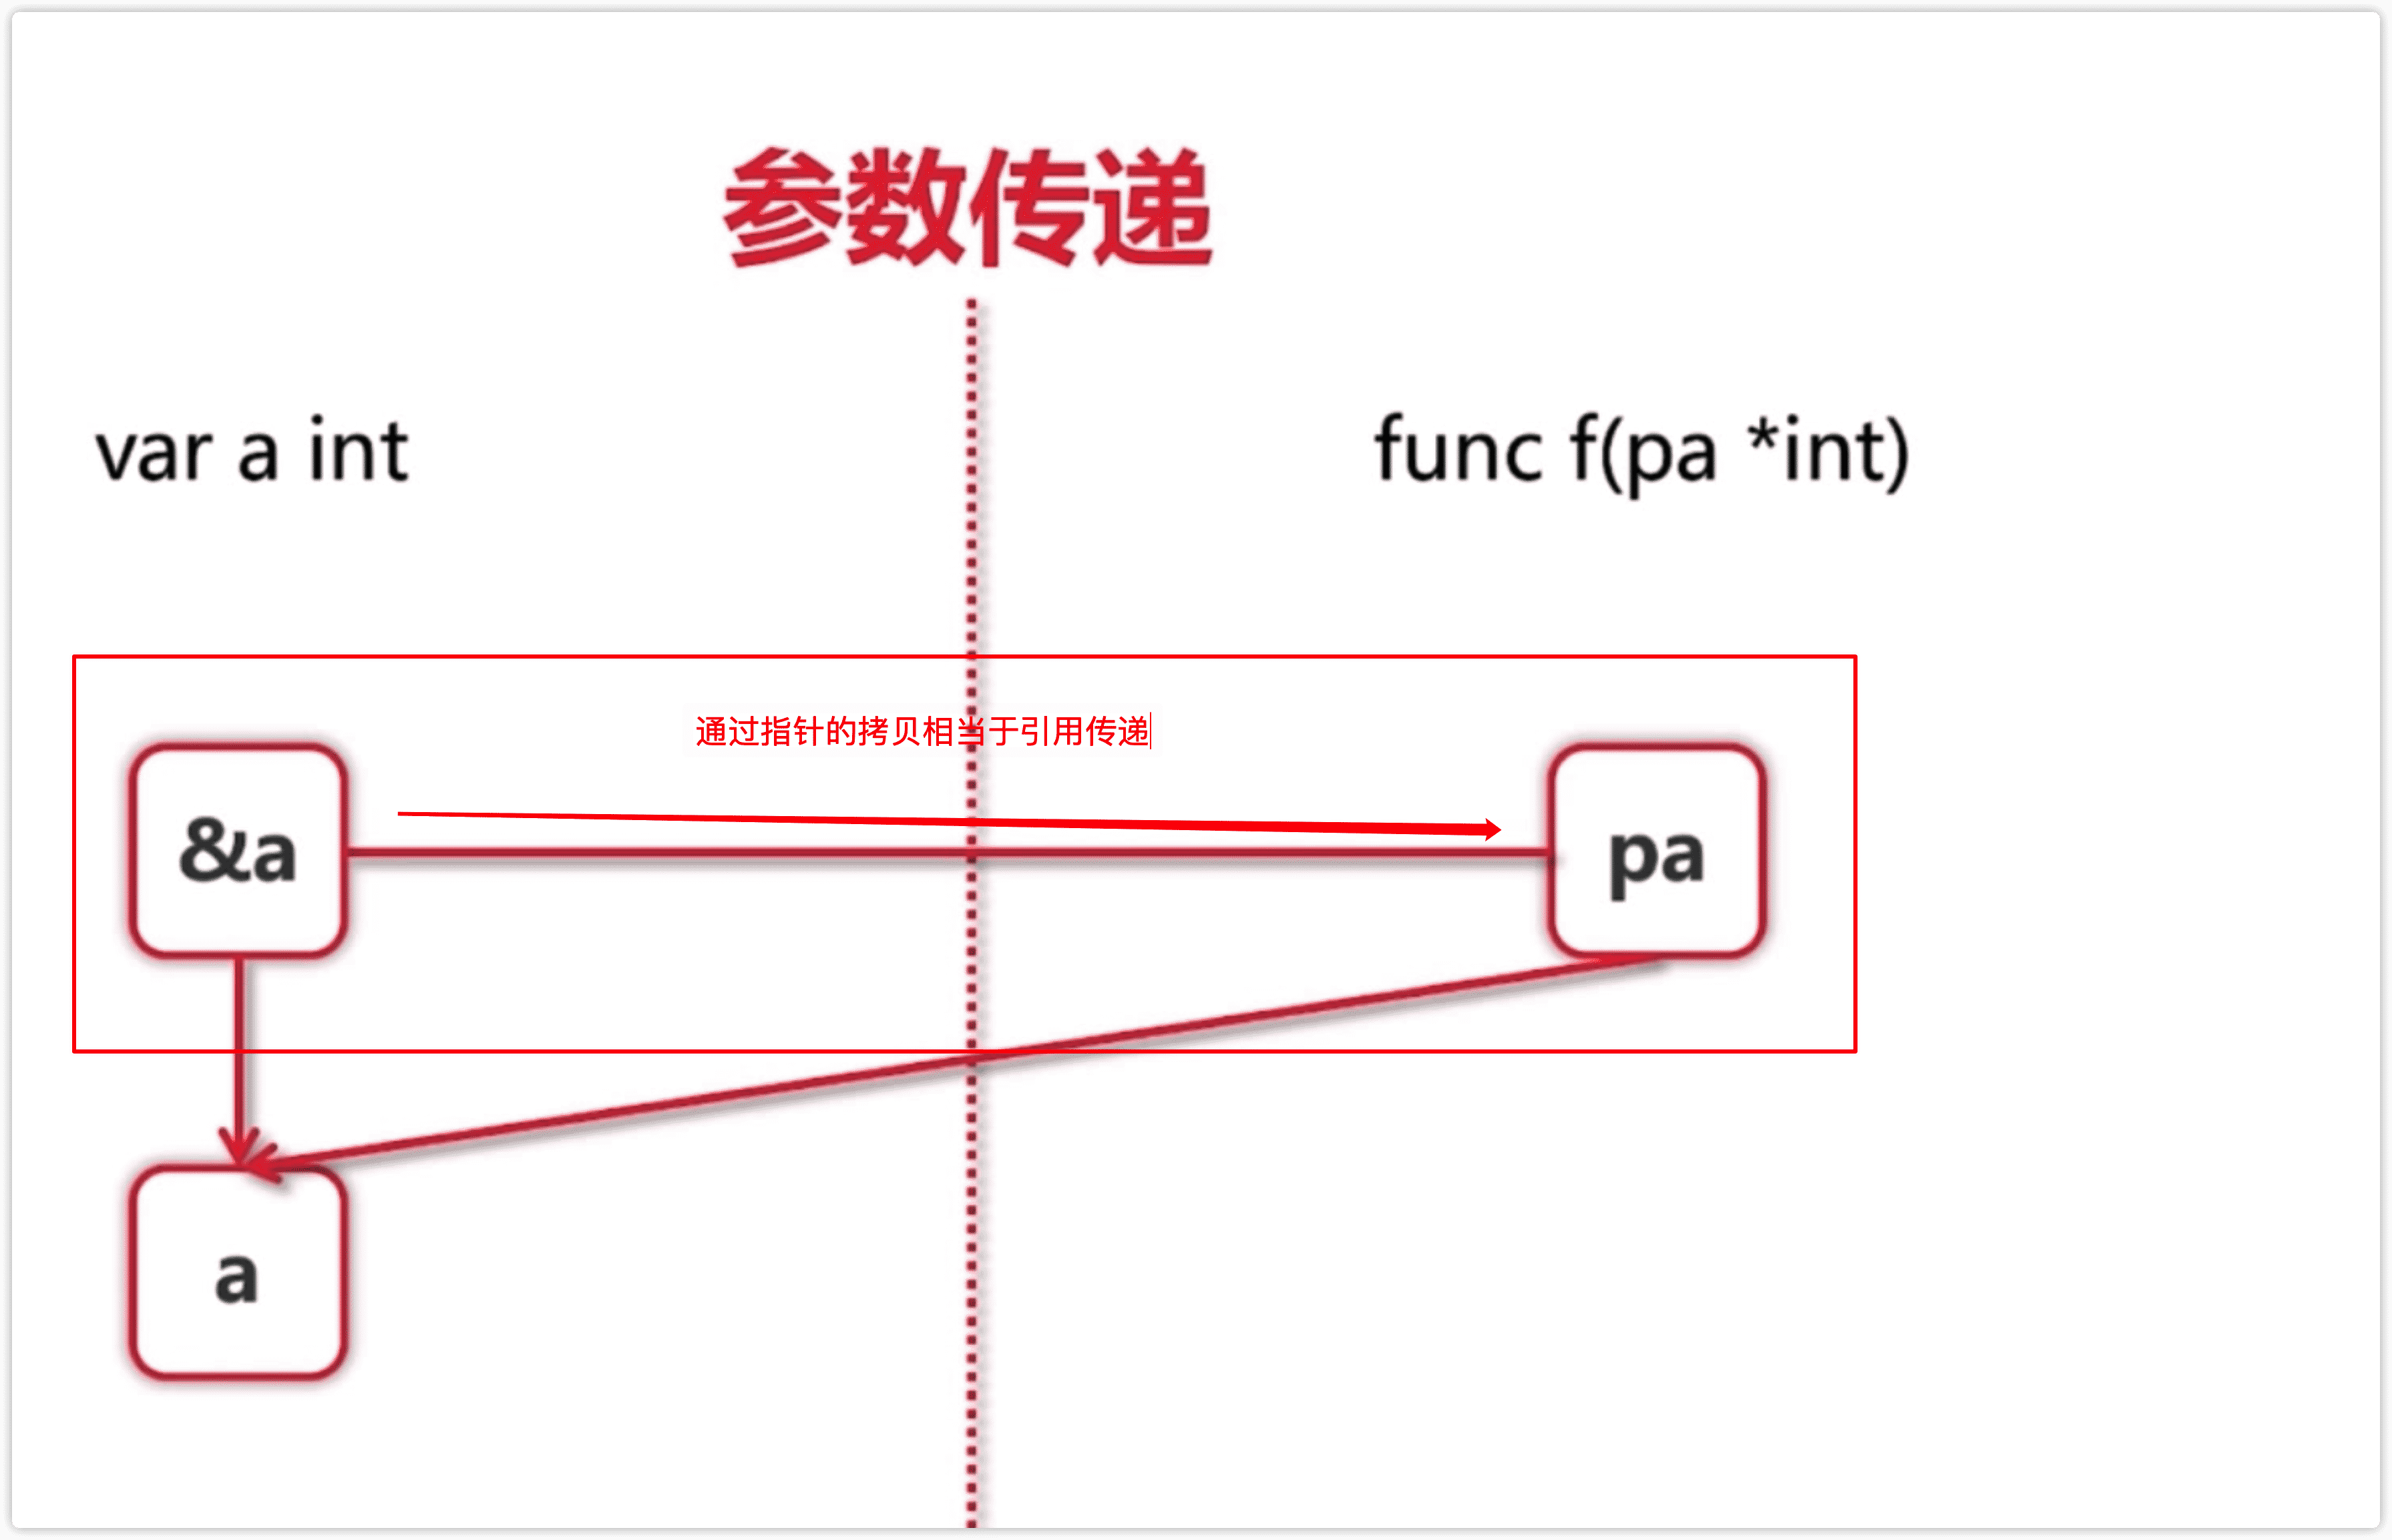 参数传递
var a int
func f(pa *int)
通过指针的拷贝相当于引用传递
&a
pa
a